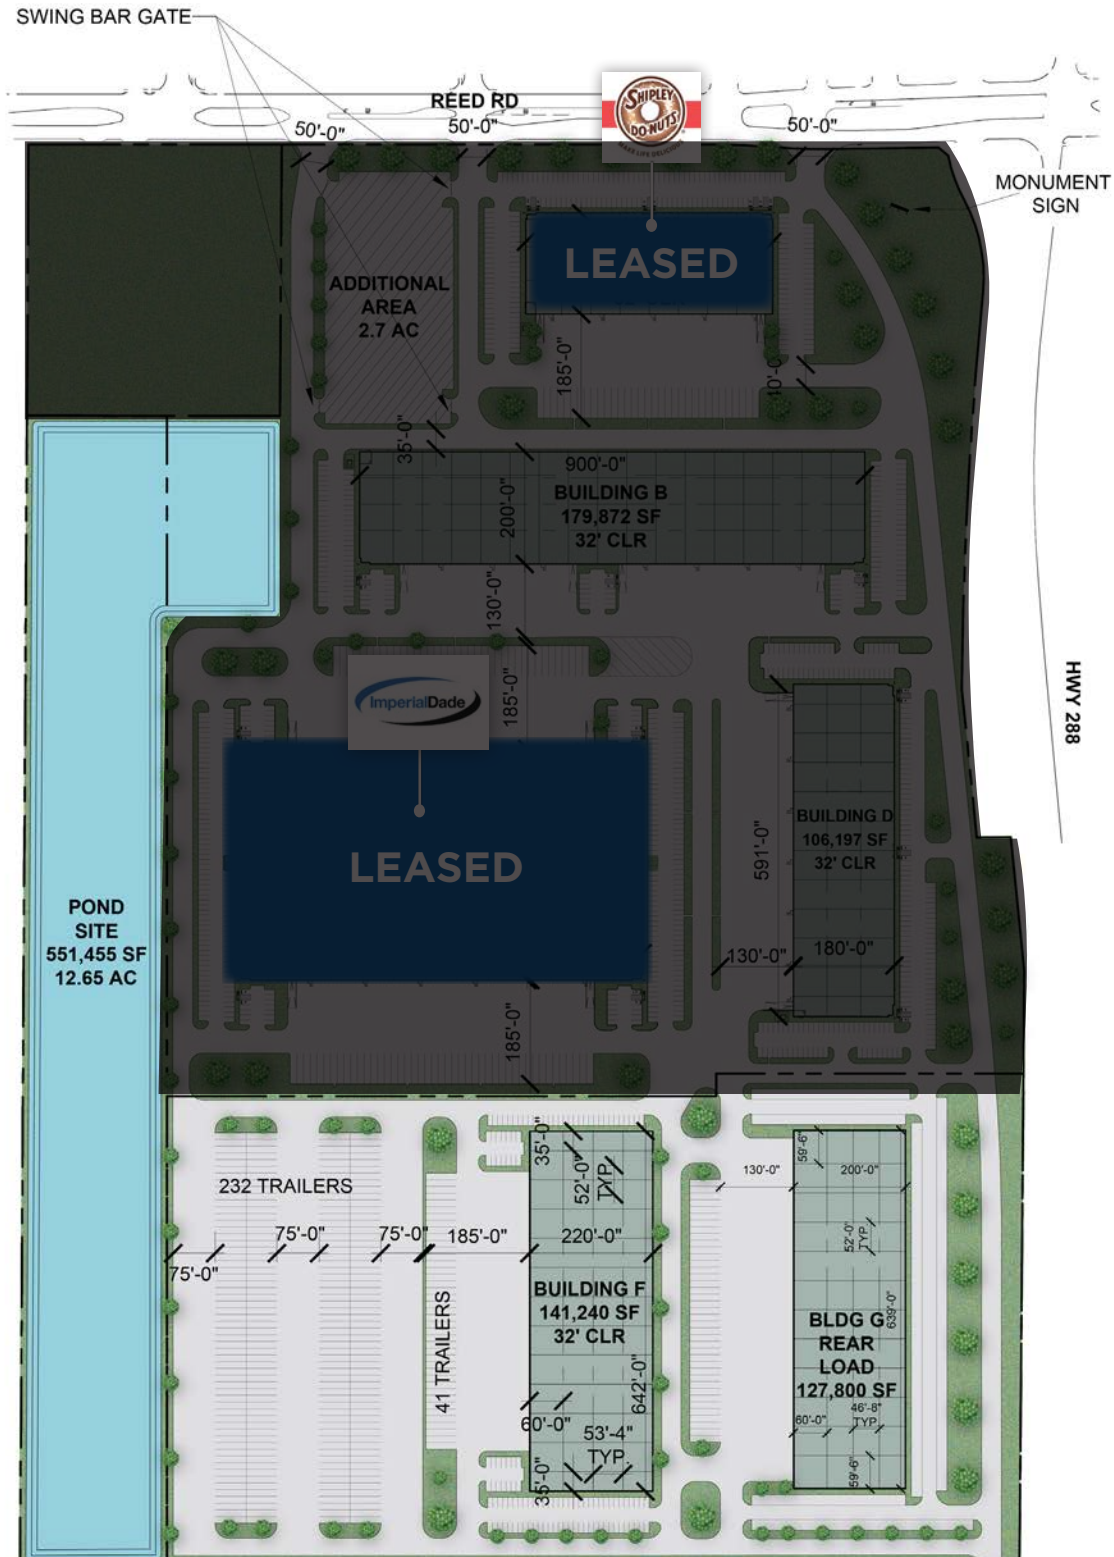 SWING BAR GATE
REED RD
SHIPLEY
DO-NUTS
MAKE LIFE DELICIOUS
50'-0"
50'-0"
50'-0"
MONUMENT
SIGN
LEASED
ADDITIONAL
AREA
2.7 AC
185'-0"
10'-0"
35'-0"
900'-0"
BUILDING B
179,872 SF
32' CLR
200'-0"
130'-0"
185'-0"
ImperialDade
HWY 288
LEASED
591'-0"
BUILDING D
106,197 SF
32' CLR
130'-0"
180'-0"
185'-0"
POND
SITE
551,455 SF
12.65 AC
232 TRAILERS
75'-0"
75'-0"
75'-0"
185'-0"
41 TRAILERS
35'-0"
52'-0"
TYP.
220'-0"
BUILDING F
141,240 SF
32' CLR
642'-0"
60'-0"
53'-4"
TYP.
35'-0"
130'-0"
59'-6"
200'-0"
52'-0"
TYP.
639'-0"
BLDG G
REAR
LOAD
127,800 SF
60'-0"
46'-8"
TYP.
59'-6"